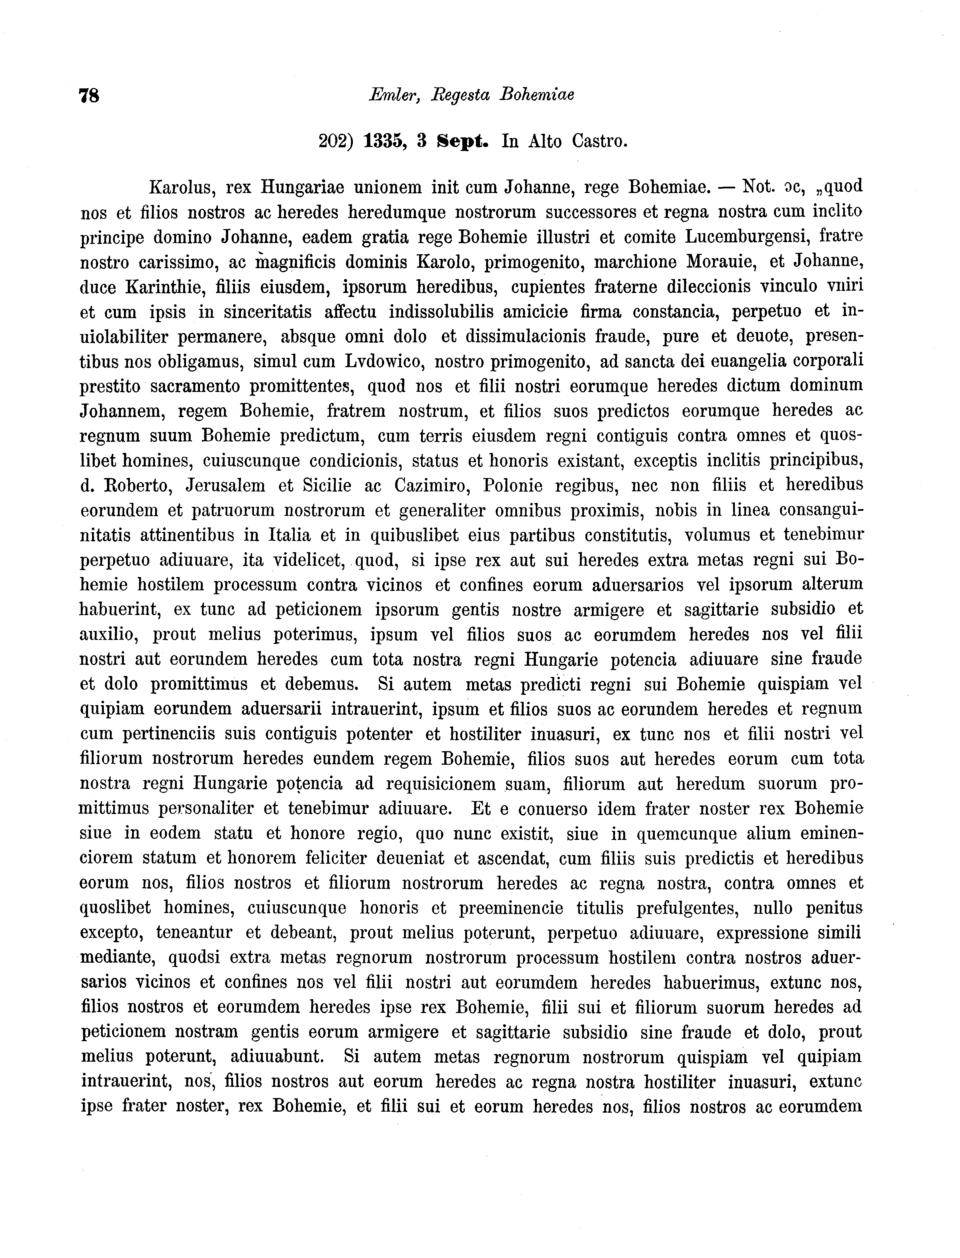 78 Emler, Regesta Bohemiae
202) 1335, 3 Sept. In Alto Castro.
Karolus, rex Hungariae unionem init cum Johanne, rege Bohemiae. — Not. ɔc, „quod
nos et filios nostros ac heredes heredumque nostrorum successores et regna nostra cum inclito
principe domino Johanne, eadem gratia rege Bohemie illustri et comite Lucemburgensi, fratre
nostro carissimo, ac magnificis dominis Karolo, primogenito, marchione Morauie, et Johanne,
duce Karinthie, filiis eiusdem, ipsorum heredibus, cupientes fraterne dileccionis vinculo vniri
et cum ipsis in sinceritatis affectu indissolubilis amicicie firma constancia, perpetuo et in-
uiolabiliter permanere, absque omni dolo et dissimulacionis fraude, pure et deuote, presen-
tibus nos obligamus, simul cum Lvdowico, nostro primogenito, ad sancta dei euangelia corporali
prestito sacramento promittentes, quod nos et filii nostri eorumque heredes dictum dominum
Johannem, regem Bohemie, fratrem nostrum, et filios suos predictos eorumque heredes ac
regnum suum Bohemie predictum, cum terris eiusdem regni contiguis contra omnes et quos-
libet homines, cuiuscunque condicionis, status et honoris existant, exceptis inclitis principibus,
d. Roberto, Jerusalem et Sicilie ac Cazimiro, Polonie regibus, nec non filiis et heredibus
eorundem et patruorum nostrorum et generaliter omnibus proximis, nobis in linea consangui-
nitatis attinentibus in Italia et in quibuslibet eius partibus constitutis, volumus et tenebimur
perpetuo adiuuare, ita videlicet, quod, si ipse rex aut sui heredes extra metas regni sui Bo-
hemie hostilem processum contra vicinos et confines eorum aduersarios vel ipsorum alterum
habuerint, ex tunc ad peticionem ipsorum gentis nostre armigere et sagittarie subsidio et
auxilio, prout melius poterimus, ipsum vel filios suos ac eorumdem heredes nos vel filii
nostri aut eorundem heredes cum tota nostra regni Hungarie potencia adiuuare sine fraude
et dolo promittimus et debemus. Si autem metas predicti regni sui Bohemie quispiam vel
quipiam eorundem aduersarii intrauerint, ipsum et filios suos ac eorundem heredes et regnum
cum pertinenciis suis contiguis potenter et hostiliter inuasuri, ex tunc nos et filii nostri vel
filiorum nostrorum heredes eundem regem Bohemie, filios suos aut heredes eorum cum tota
nostra regni Hungarie potencia ad requisicionem suam, filiorum aut heredum suorum pro-
mittimus personaliter et tenebimur adiuuare. Et e conuerso idem frater noster rex Bohemie
siue in eodem statu et honore regio, quo nunc existit, siue in quemcunque alium eminen-
ciorem statum et honorem feliciter deueniat et ascendat, cum filiis suis predictis et heredibus
eorum nos, filios nostros et filiorum nostrorum heredes ac regna nostra, contra omnes et
quoslibet homines, cuiuscunque honoris et preeminencie titulis prefulgentes, nullo penitus
excepto, teneantur et debeant, prout melius poterunt, perpetuo adiuuare, expressione simili
mediante, quodsi extra metas regnorum nostrorum processum hostilem contra nostros aduer-
sarios vicinos et confines nos vel filii nostri aut eorumdem heredes habuerimus, extunc nos,
filios nostros et eorumdem heredes ipse rex Bohemie, filii sui et filiorum suorum heredes ad
peticionem nostram gentis eorum armigere et sagittarie subsidio sine fraude et dolo, prout
melius poterunt, adiuuabunt. Si autem metas regnorum nostrorum quispiam vel quipiam
intrauerint, nos, filios nostros aut eorum heredes ac regna nostra hostiliter inuasuri, extunc
ipse frater noster, rex Bohemie, et filii sui et eorum heredes nos, filios nostros ac eorumdem